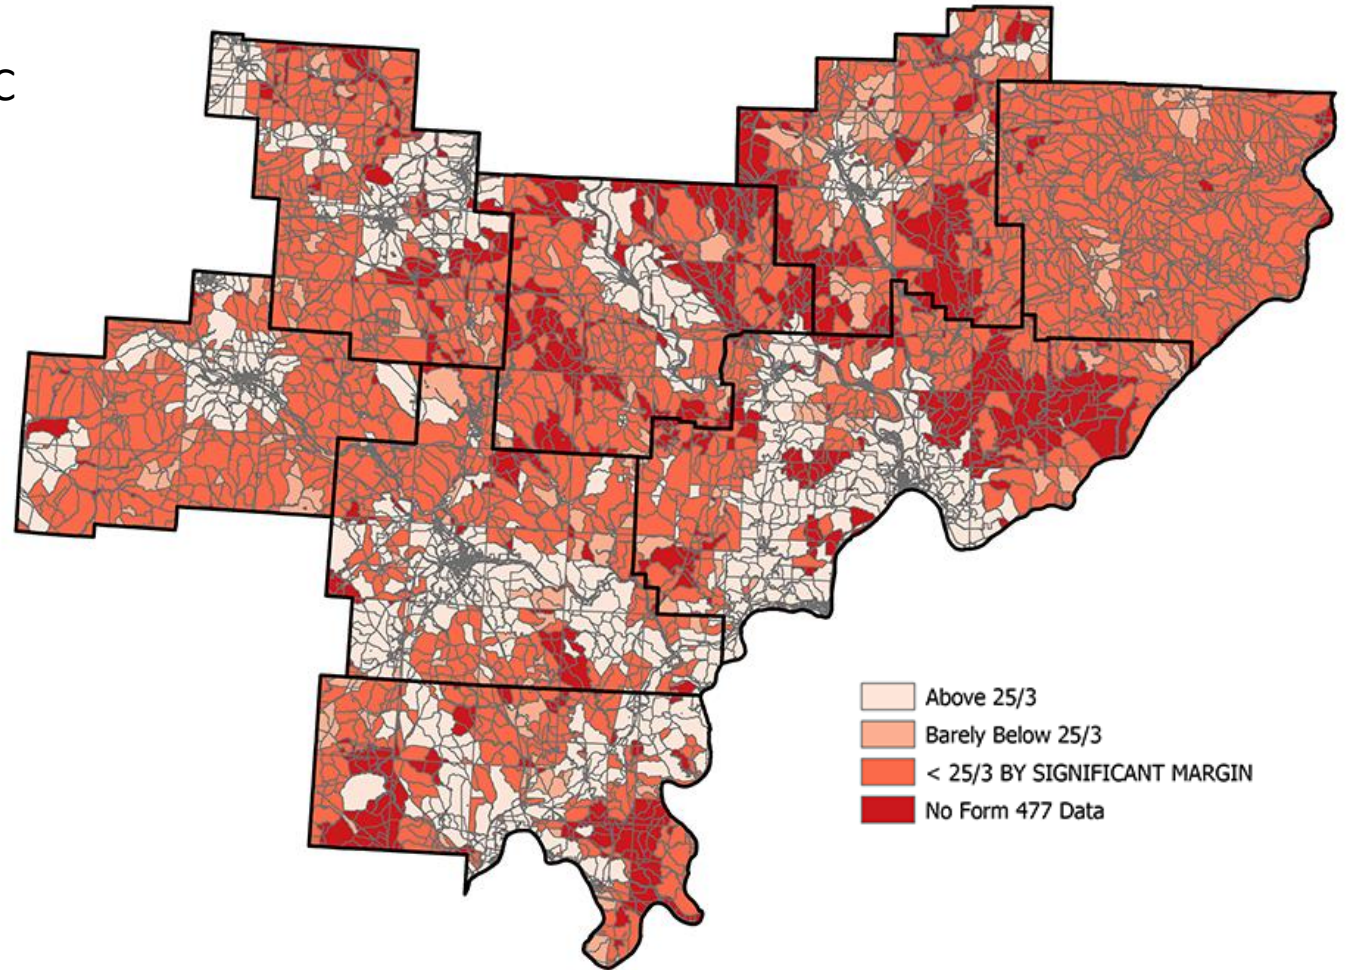 C
Above 25/3
Barely Below 25/3
< 25/3 BY SIGNIFICANT MARGIN
No Form 477 Data